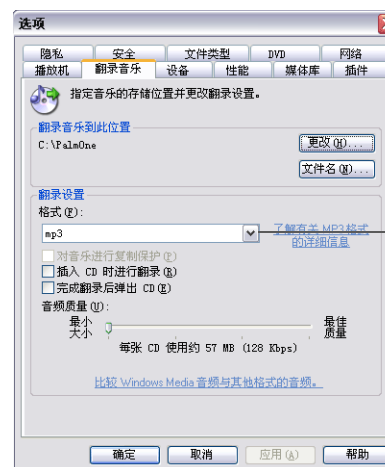 选项
隐私 安全 文件类型 DVD 网络
播放机 翻录音乐 设备 性能 媒体库 插件
指定音乐的存储位置并更改翻录设置。
翻录音乐到此位置
C:\PalmOne
更改(H)...
文件名(N)...
翻录设置
格式(F):
mp3
了解有关 MP3 格式
的详细信息
对音乐进行复制保护(P)
插入 CD 时进行翻录(R)
完成翻录后弹出 CD(E)
音频质量(U):
最小
大小
最佳
质量
每张 CD 使用约 57 MB (128 Kbps)
比较 Windows Media 音频与其他格式的音频。
确定 取消 应用(A) 帮助